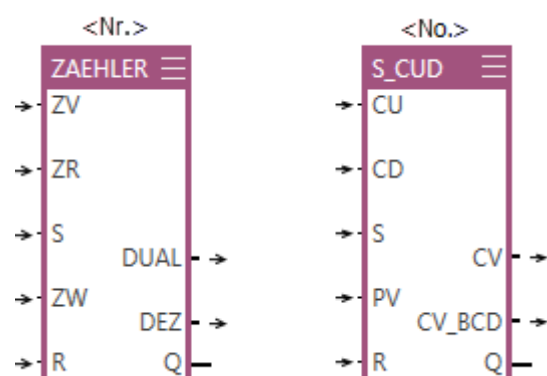 <Nr.>
ZAEHLER
ZV
ZR
S
DUAL
ZW
DEZ
R Q
<No.>
S_CUD
CU
CD
S
CV
PV
CV_BCD
R Q